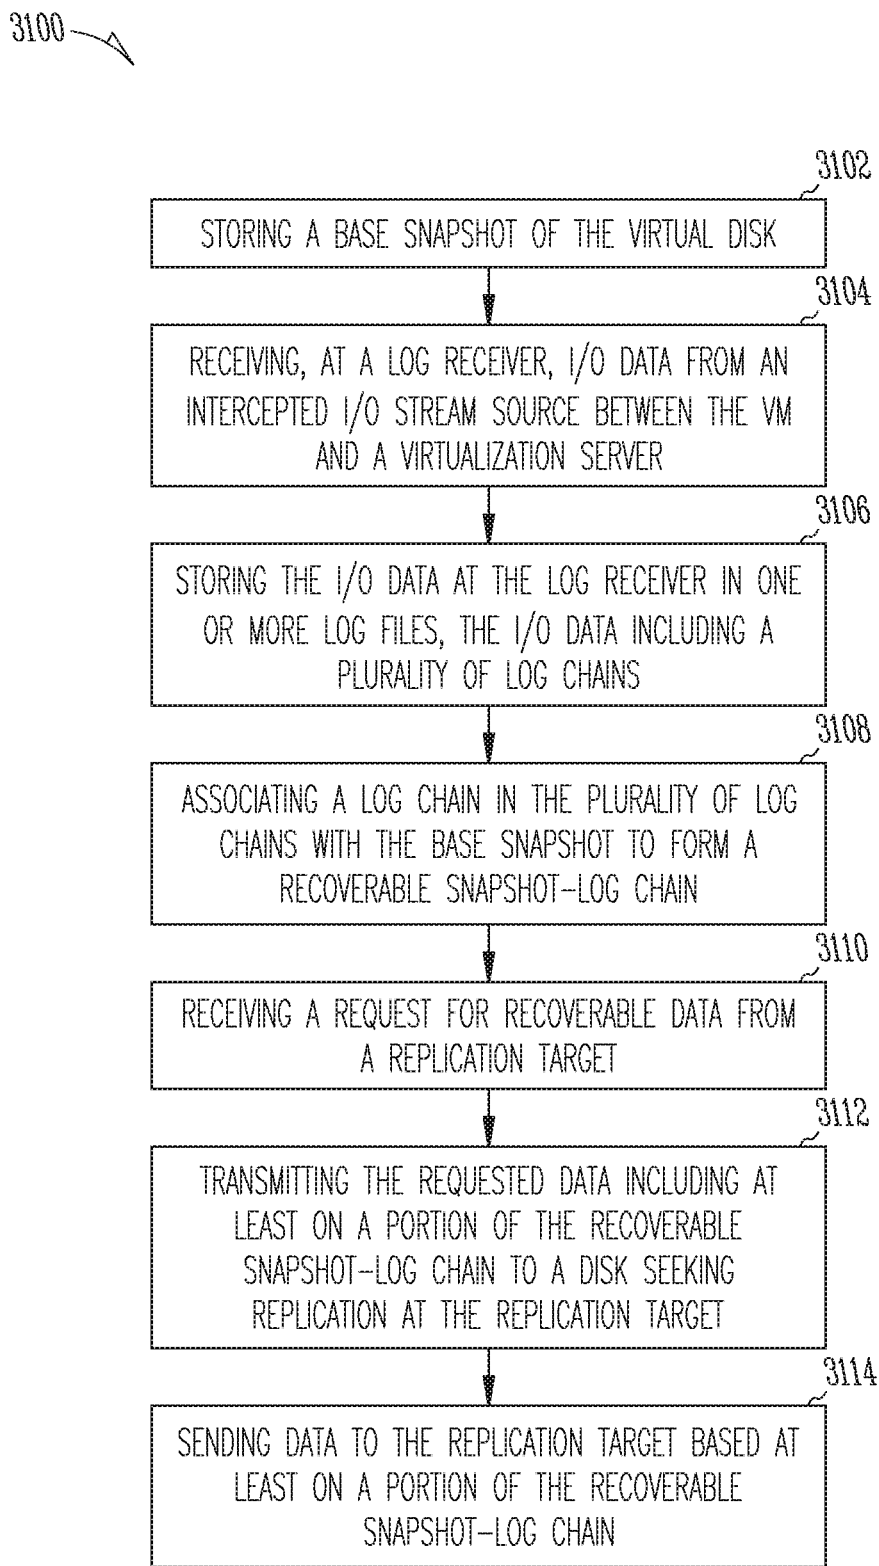 3100
3102
STORING A BASE SNAPSHOT OF THE VIRTUAL DISK
3104
RECEIVING, AT A LOG RECEIVER, I/O DATA FROM AN
INTERCEPTED I/O STREAM SOURCE BETWEEN THE VM
AND A VIRTUALIZATION SERVER
3106
STORING THE I/O DATA AT THE LOG RECEIVER IN ONE
OR MORE LOG FILES, THE I/O DATA INCLUDING A
PLURALITY OF LOG CHAINS
3108
ASSOCIATING A LOG CHAIN IN THE PLURALITY OF LOG
CHAINS WITH THE BASE SNAPSHOT TO FORM A
RECOVERABLE SNAPSHOT-LOG CHAIN
3110
RECEIVING A REQUEST FOR RECOVERABLE DATA FROM
A REPLICATION TARGET
3112
TRANSMITTING THE REQUESTED DATA INCLUDING AT
LEAST ON A PORTION OF THE RECOVERABLE
SNAPSHOT-LOG CHAIN TO A DISK SEEKING
REPLICATION AT THE REPLICATION TARGET
3114
SENDING DATA TO THE REPLICATION TARGET BASED AT
LEAST ON A PORTION OF THE RECOVERABLE
SNAPSHOT-LOG CHAIN